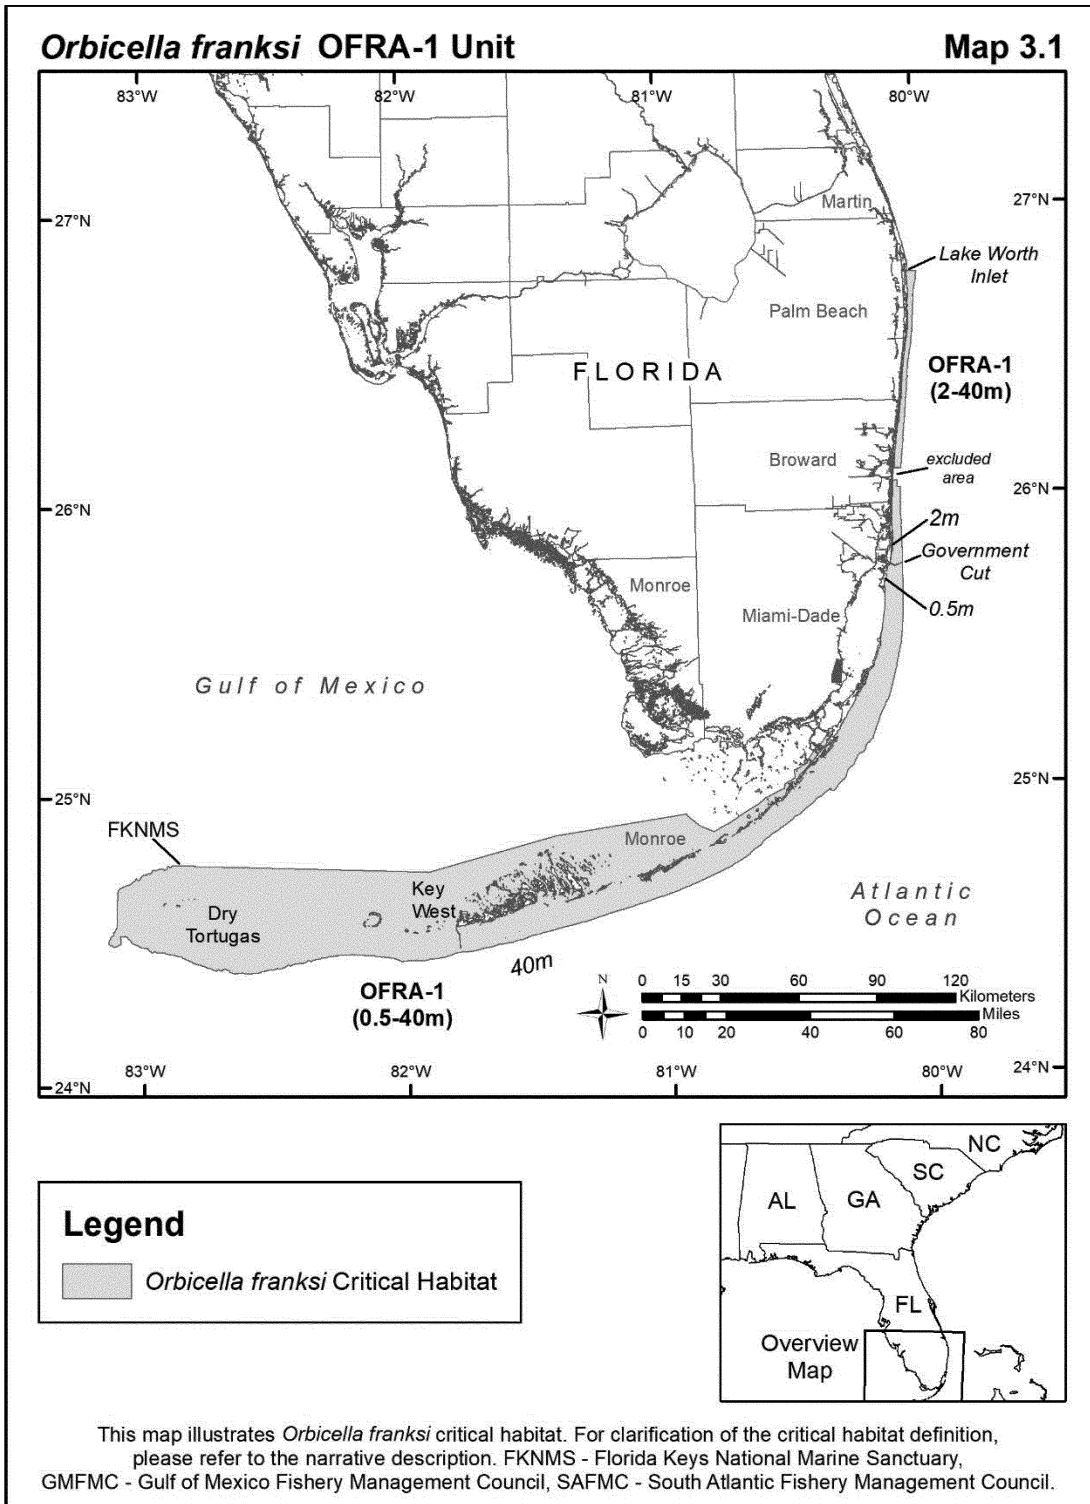 Orbicella franksi OFRA-1 Unit
Map 3.1
83°W
82°W
81°W
80°W
27°N
27°N
Martin
Lake Worth
Inlet
Palm Beach
FLORIDA
OFRA-1
(2-40m)
Broward
excluded
area
26°N
26°N
2m
Government
Cut
Monroe
0.5m
Miami-Dade
Gulf of Mexico
25°N
25°N
FKNMS
Monroe
Key
West
Dry
Tortugas
Atlantic
Ocean
40m
OFRA-1
(0.5-40m)
N
0 15 30 60 90 120
Kilometers
Miles
0 10 20 40 60 80
24°N
24°N
83°W
82°W
81°W
80°W
Legend
Orbicella franksi Critical Habitat
NC
SC
AL
GA
FL
Overview
Map
This map illustrates Orbicella franksi critical habitat. For clarification of the critical habitat definition,
please refer to the narrative description. FKNMS - Florida Keys National Marine Sanctuary,
GMFMC - Gulf of Mexico Fishery Management Council, SAFMC - South Atlantic Fishery Management Council.